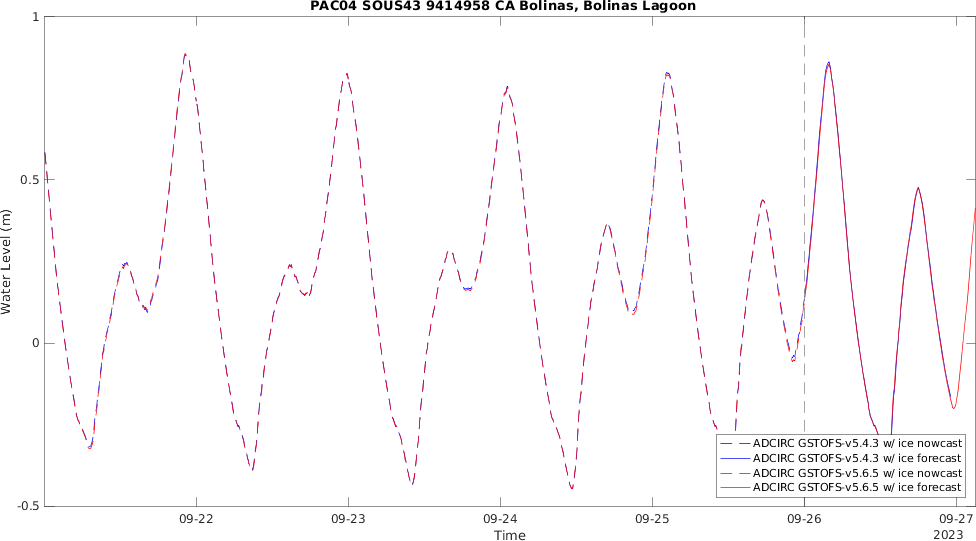 PAC04 SOUS43 9414958 CA Bolinas, Bolinas Lagoon
1
0.5
0
-0.5
Water Level (m)
09-22
09-23
09-24
09-25
09-26
09-27
Time
2023
ADCIRC GSTOFS-v5.4.3 w/ ice nowcast
ADCIRC GSTOFS-v5.4.3 w/ ice forecast
ADCIRC GSTOFS-v5.6.5 w/ ice nowcast
ADCIRC GSTOFS-v5.6.5 w/ ice forecast